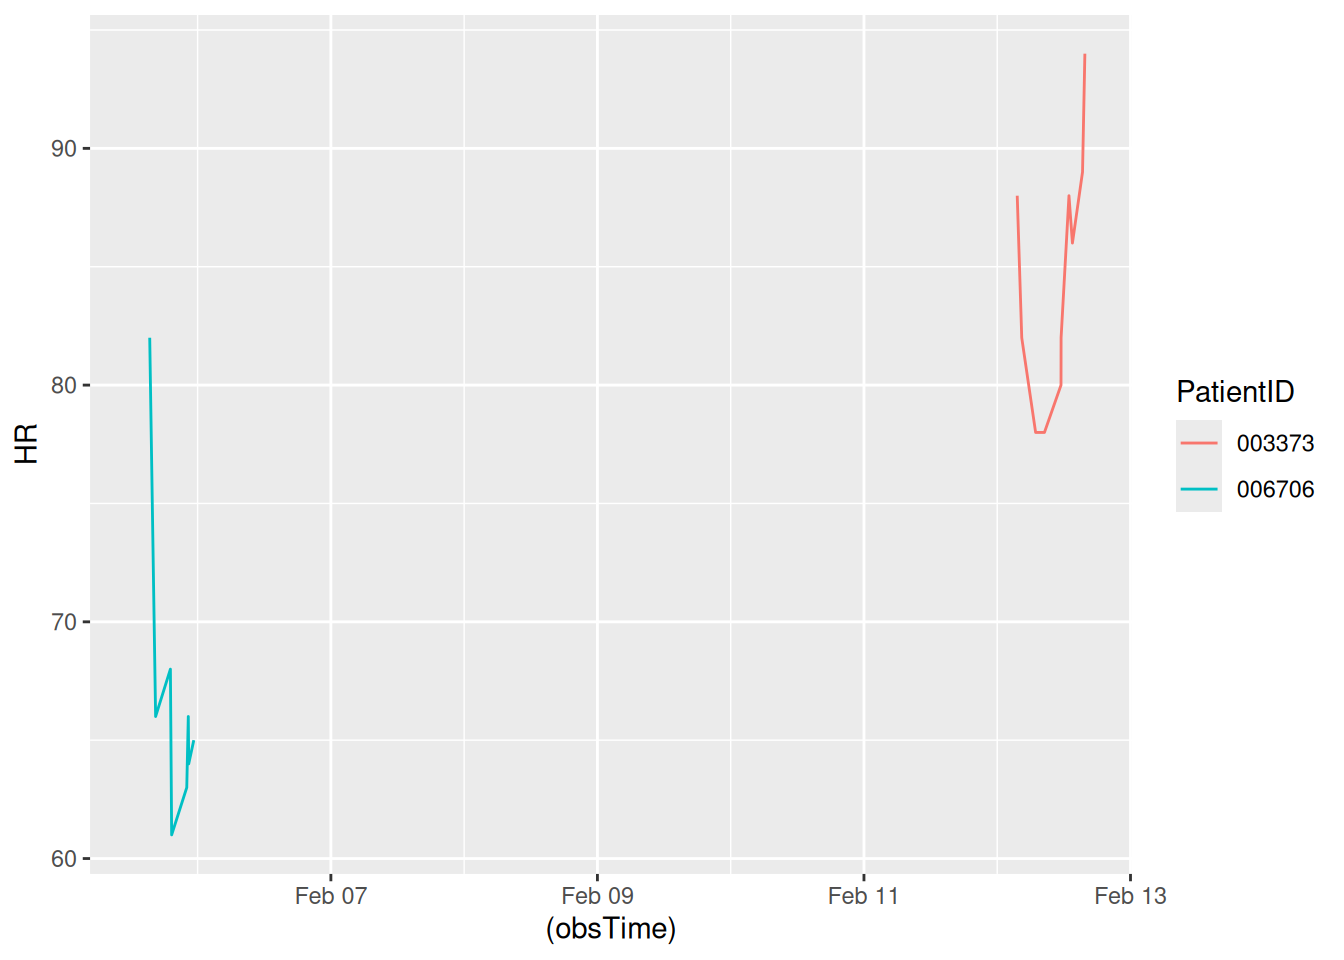 90
80
70
60
HR
Feb 07
Feb 09
Feb 11
Feb 13
(obsTime)
PatientID
003373
006706